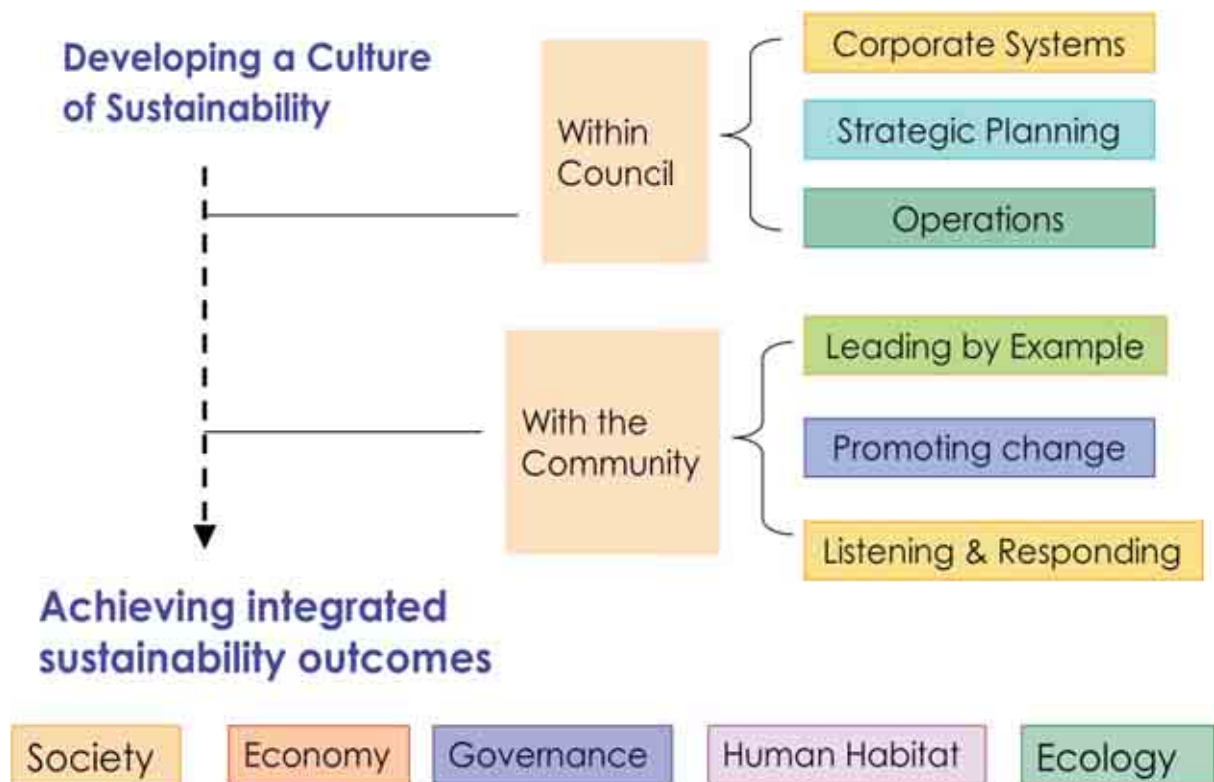 Developing a Culture
of Sustainability
Within
Council
Corporate Systems
Strategic Planning
Operations
With the
Community
Leading by Example
Promoting change
Listening & Responding
Achieving integrated
sustainability outcomes
Society
Economy
Governance
Human Habitat
Ecology